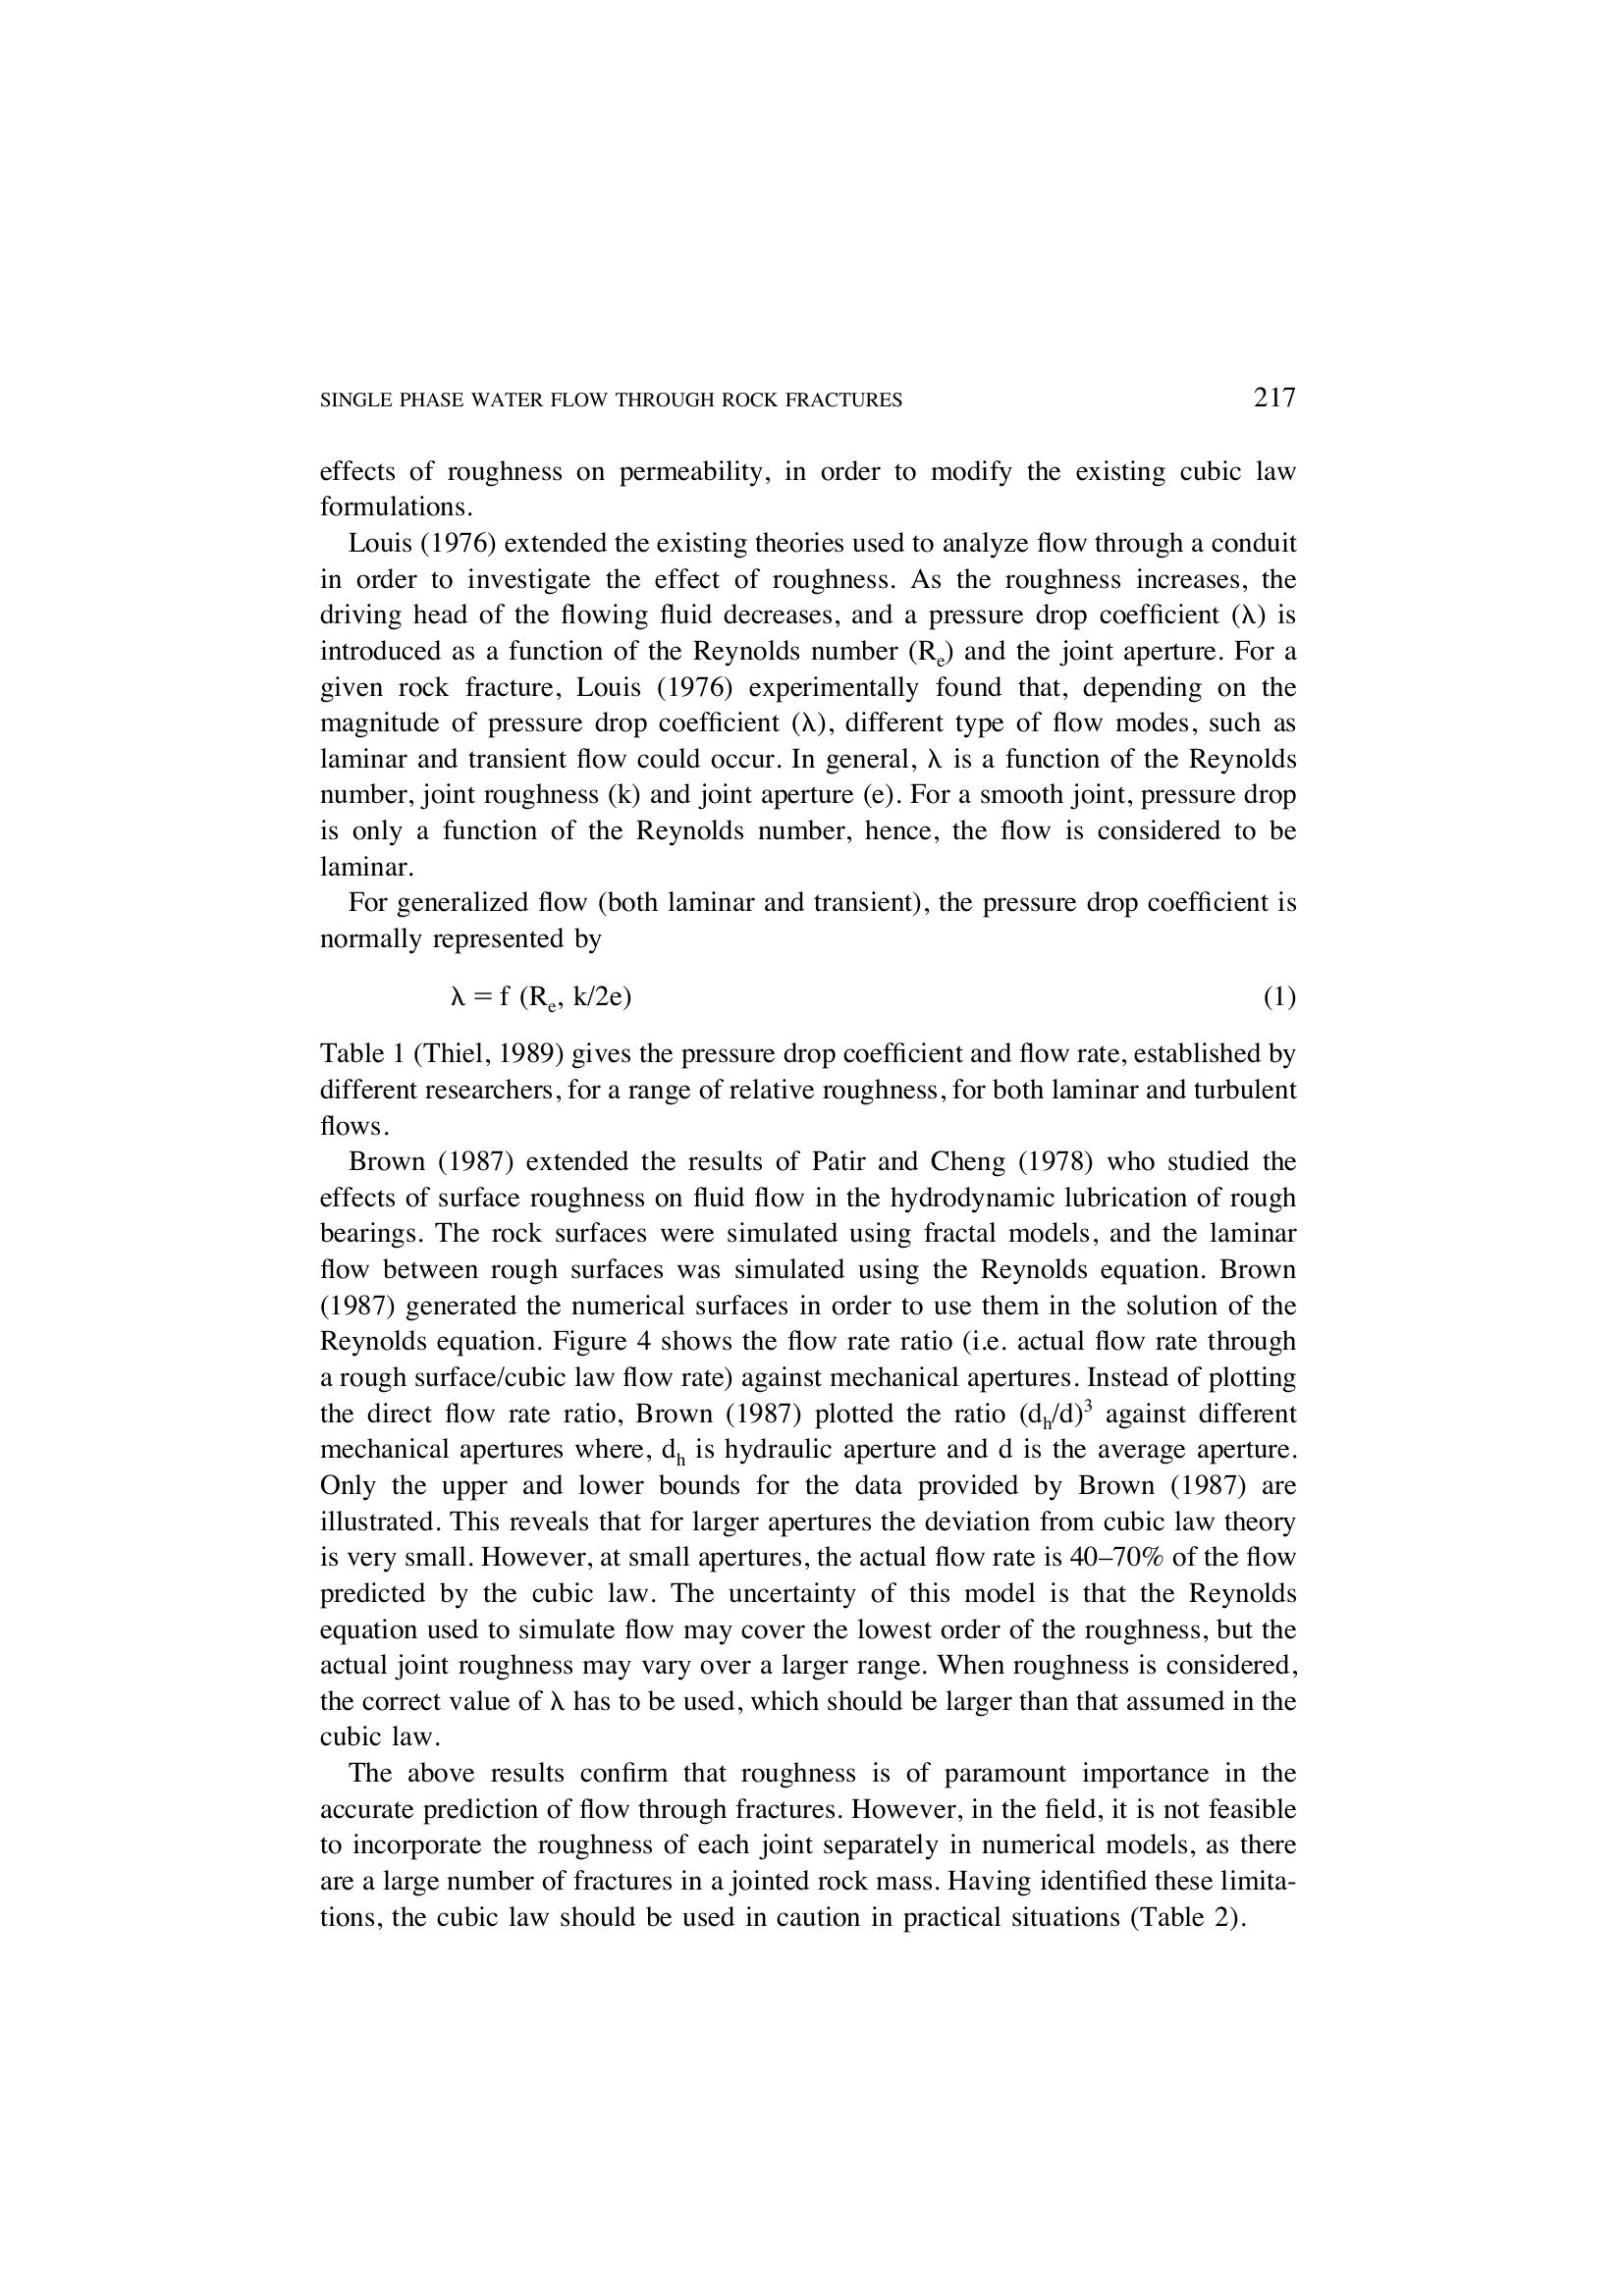 SINGLE PHASE WATER FLOW THROUGH ROCK FRACTURES 217
effects of roughness on permeability, in order to modify the existing cubic law
formulations.
Louis (1976) extended the existing theories used to analyze flow through a conduit
in order to investigate the effect of roughness. As the roughness increases, the
driving head of the flowing fluid decreases, and a pressure drop coefficient (λ) is
introduced as a function of the Reynolds number (Rₑ) and the joint aperture. For a
given rock fracture, Louis (1976) experimentally found that, depending on the
magnitude of pressure drop coefficient (λ), different type of flow modes, such as
laminar and transient flow could occur. In general, λ is a function of the Reynolds
number, joint roughness (k) and joint aperture (e). For a smooth joint, pressure drop
is only a function of the Reynolds number, hence, the flow is considered to be
laminar.
For generalized flow (both laminar and transient), the pressure drop coefficient is
normally represented by
λ = f (Rₑ, k/2e) (1)
Table 1 (Thiel, 1989) gives the pressure drop coefficient and flow rate, established by
different researchers, for a range of relative roughness, for both laminar and turbulent
flows.
Brown (1987) extended the results of Patir and Cheng (1978) who studied the
effects of surface roughness on fluid flow in the hydrodynamic lubrication of rough
bearings. The rock surfaces were simulated using fractal models, and the laminar
flow between rough surfaces was simulated using the Reynolds equation. Brown
(1987) generated the numerical surfaces in order to use them in the solution of the
Reynolds equation. Figure 4 shows the flow rate ratio (i.e. actual flow rate through
a rough surface/cubic law flow rate) against mechanical apertures. Instead of plotting
the direct flow rate ratio, Brown (1987) plotted the ratio (dₕ/d)³ against different
mechanical apertures where, dₕ is hydraulic aperture and d is the average aperture.
Only the upper and lower bounds for the data provided by Brown (1987) are
illustrated. This reveals that for larger apertures the deviation from cubic law theory
is very small. However, at small apertures, the actual flow rate is 40–70% of the flow
predicted by the cubic law. The uncertainty of this model is that the Reynolds
equation used to simulate flow may cover the lowest order of the roughness, but the
actual joint roughness may vary over a larger range. When roughness is considered,
the correct value of λ has to be used, which should be larger than that assumed in the
cubic law.
The above results confirm that roughness is of paramount importance in the
accurate prediction of flow through fractures. However, in the field, it is not feasible
to incorporate the roughness of each joint separately in numerical models, as there
are a large number of fractures in a jointed rock mass. Having identified these limita-
tions, the cubic law should be used in caution in practical situations (Table 2).